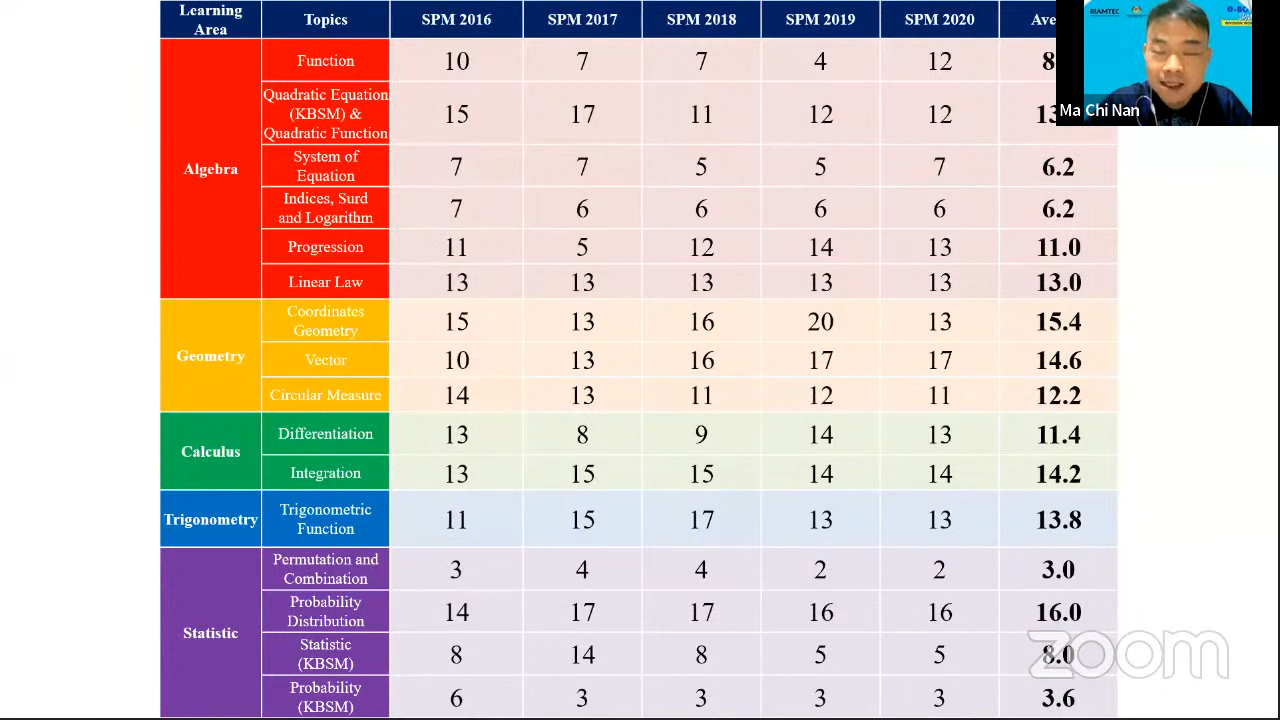 Learning Area Topics SPM 2016 SPM 2017 SPM 2018 SPM 2019 SPM 2020 Ave
Algebra
Function 10 7 7 4 12 8
Quadratic Equation (KBSM) & Quadratic Function 15 17 11 12 12 13
System of Equation 7 7 5 5 7 6.2
Indices, Surd and Logarithm 7 6 6 6 6 6.2
Progression 11 5 12 14 13 11.0
Linear Law 13 13 13 13 13 13.0
Geometry
Coordinates Geometry 15 13 16 20 13 15.4
Vector 10 13 16 17 17 14.6
Circular Measure 14 13 11 12 11 12.2
Calculus
Differentiation 13 8 9 14 13 11.4
Integration 13 15 15 14 14 14.2
Trigonometry
Trigonometric Function 11 15 17 13 13 13.8
Statistic
Permutation and Combination 3 4 4 2 2 3.0
Probability Distribution 14 17 17 16 16 16.0
Statistic (KBSM) 8 14 8 5 5 8.0
Probability (KBSM) 6 3 3 3 3 3.6
Ma Chi Nan
zoom